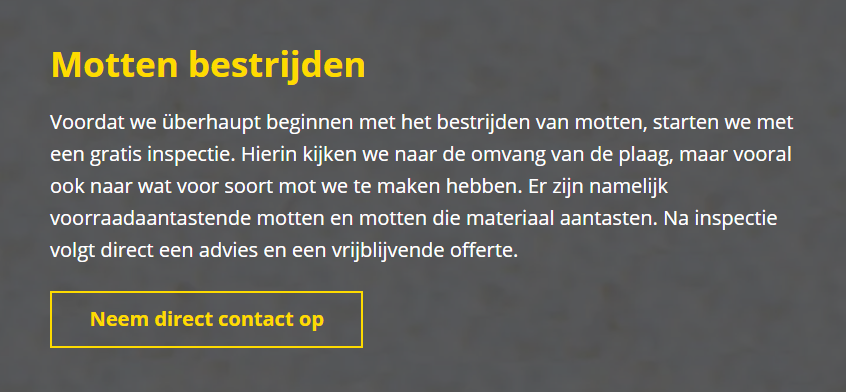 Motten bestrijden
Voordat we überhaupt beginnen met het bestrijden van motten, starten we met
een gratis inspectie. Hierin kijken we naar de omvang van de plaag, maar vooral
ook naar wat voor soort mot we te maken hebben. Er zijn namelijk
voorraadaantastende motten en motten die materiaal aantasten. Na inspectie
volgt direct een advies en een vrijblijvende offerte.
Neem direct contact op